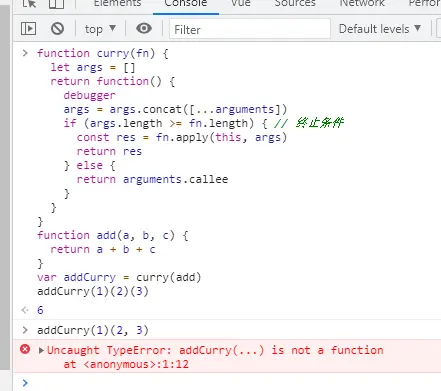 Elements Console Vue Sources Network Perform
top Filter Default levels
function curry(fn) {
let args = []
return function() {
debugger
args = args.concat([...arguments])
if (args.length >= fn.length) { // 终止条件
const res = fn.apply(this, args)
return res
} else {
return arguments.callee
}
}
}
function add(a, b, c) {
return a + b + c
}
var addCurry = curry(add)
addCurry(1)(2)(3)
6
addCurry(1)(2, 3)
Uncaught TypeError: addCurry(...) is not a function
at <anonymous>:1:12